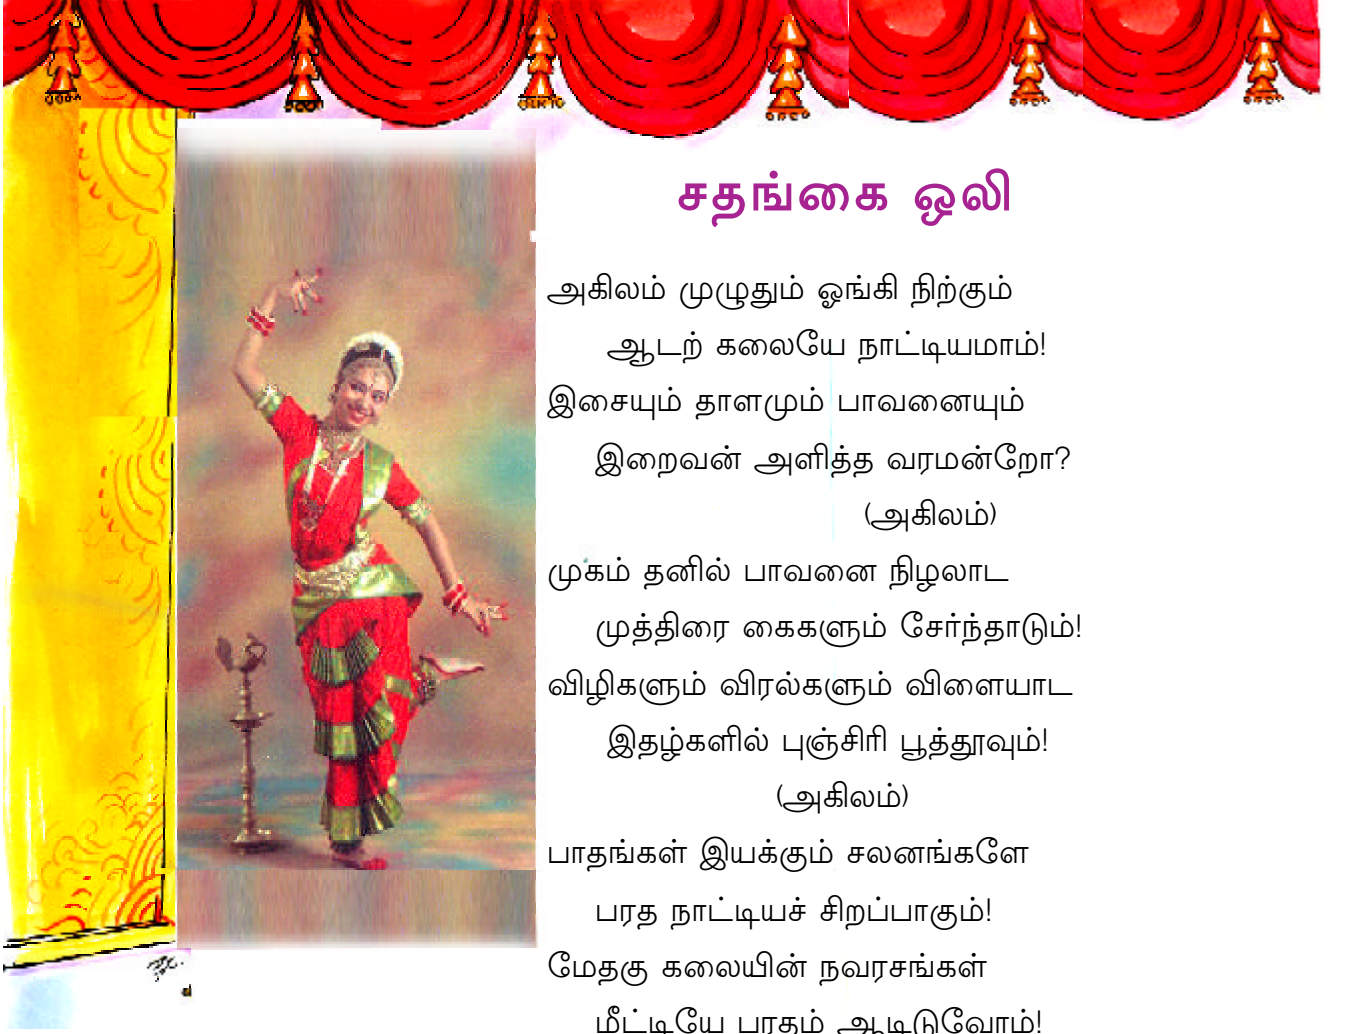 சதங்கை ஒலி
அகிலம் முழுதும் ஓங்கி நிற்கும்
ஆடற் கலையே நாட்டியமாம்!
இசையும் தாளமும் பாவனையும்
இறைவன் அளித்த வரமன்றோ?
(அகிலம்)
முகம் தனில் பாவனை நிழலாட
முத்திரை கைகளும் சேர்ந்தாடும்!
விழிகளும் விரல்களும் விளையாட
இதழ்களில் புஞ்சிரி பூத்தூவும்!
(அகிலம்)
பாதங்கள் இயக்கும் சலனங்களே
பரத நாட்டியச் சிறப்பாகும்!
மேதகு கலையின் நவரசங்கள்
மீட்டியே பரதம் ஆடிடுவோம்!